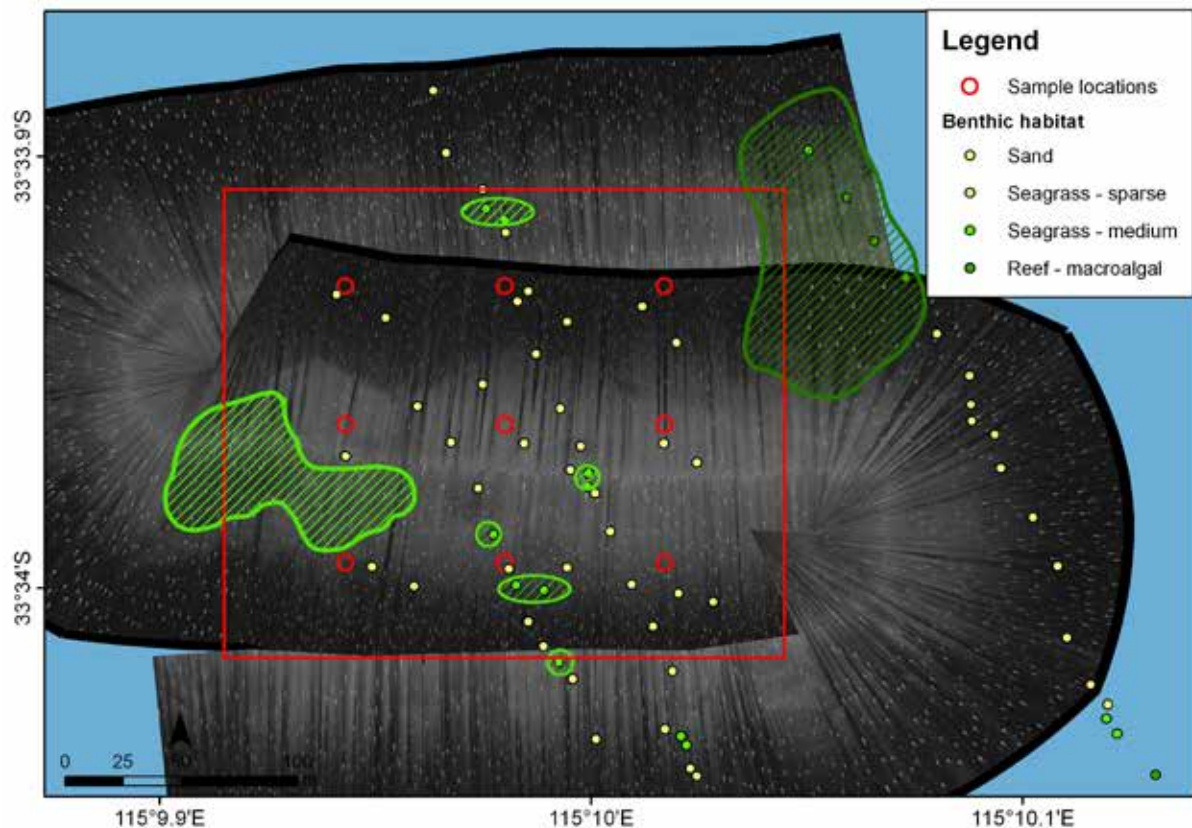 Legend
Sample locations
Benthic habitat
Sand
Seagrass - sparse
Seagrass - medium
Reef - macroalgal
33°33.9'S
33°34'S
0 25 50 100
115°9.9'E 115°10'E 115°10.1'E